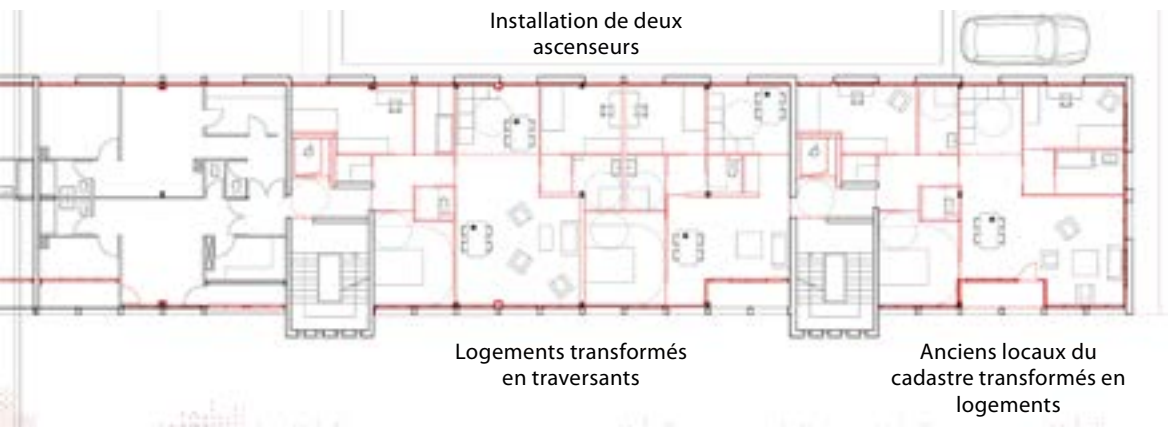 Installation de deux
ascenseurs
Logements transformés
en traversants
Anciens locaux du
cadastre transformés en
logements